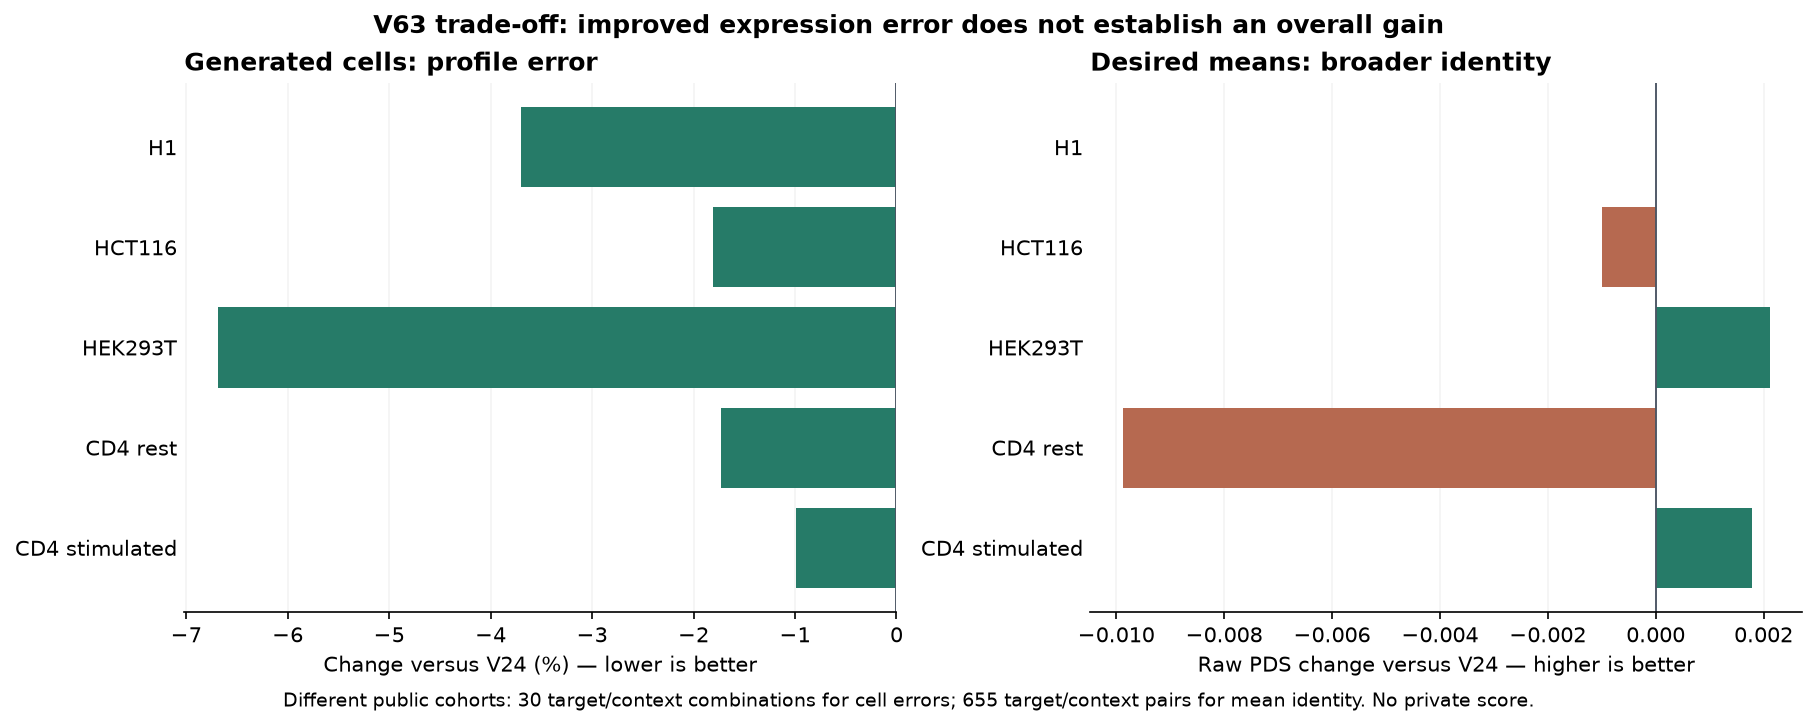 V63 trade-off: improved expression error does not establish an overall gain
Generated cells: profile error
H1
HCT116
HEK293T
CD4 rest
CD4 stimulated
−7 −6 −5 −4 −3 −2 −1 0
Change versus V24 (%) — lower is better
Desired means: broader identity
H1
HCT116
HEK293T
CD4 rest
CD4 stimulated
−0.010 −0.008 −0.006 −0.004 −0.002 0.000 0.002
Raw PDS change versus V24 — higher is better
Different public cohorts: 30 target/context combinations for cell errors; 655 target/context pairs for mean identity. No private score.